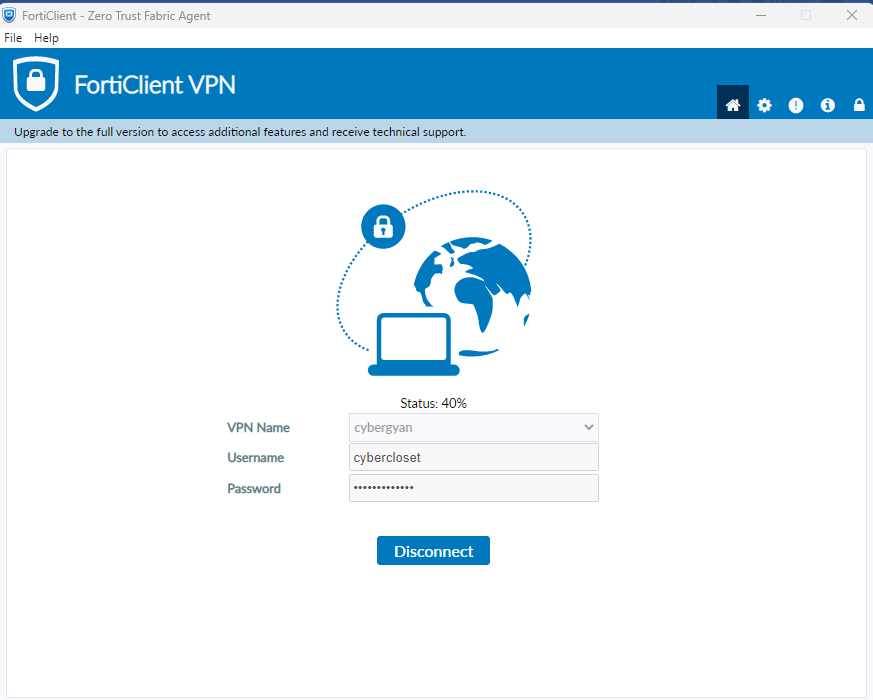 FortiClient - Zero Trust Fabric Agent
File Help
FortiClient VPN
Upgrade to the full version to access additional features and receive technical support.
Status: 40%
VPN Name cybergyan
Username cybercloset
Password •••••••••••••
Disconnect